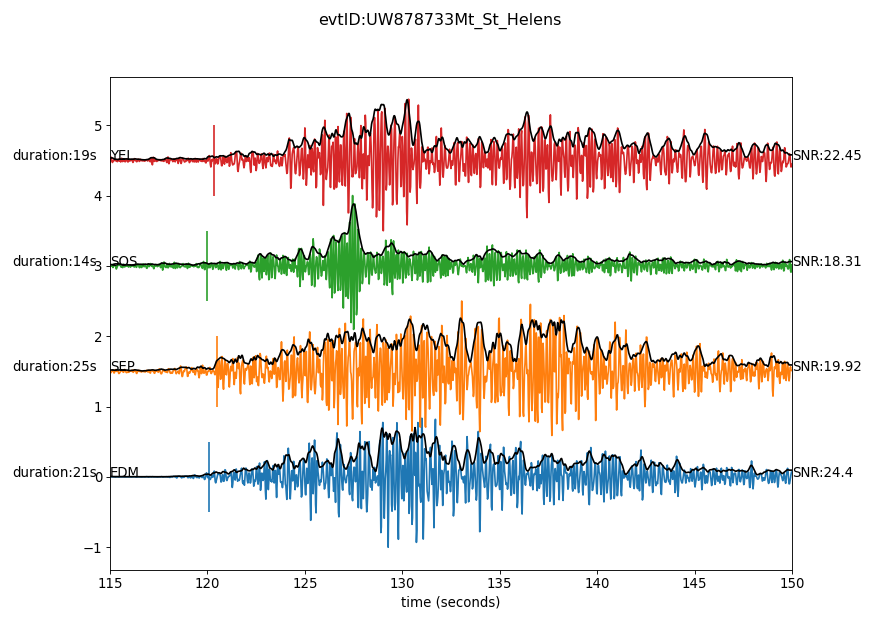 evtID:UW878733Mt_St_Helens
5
duration:19s YEL SNR:22.45
4
duration:14s 3 SOS SNR:18.31
2
duration:25s SEP SNR:19.92
1
duration:21s 0 EDM SNR:24.4
−1
115 120 125 130 135 140 145 150
time (seconds)